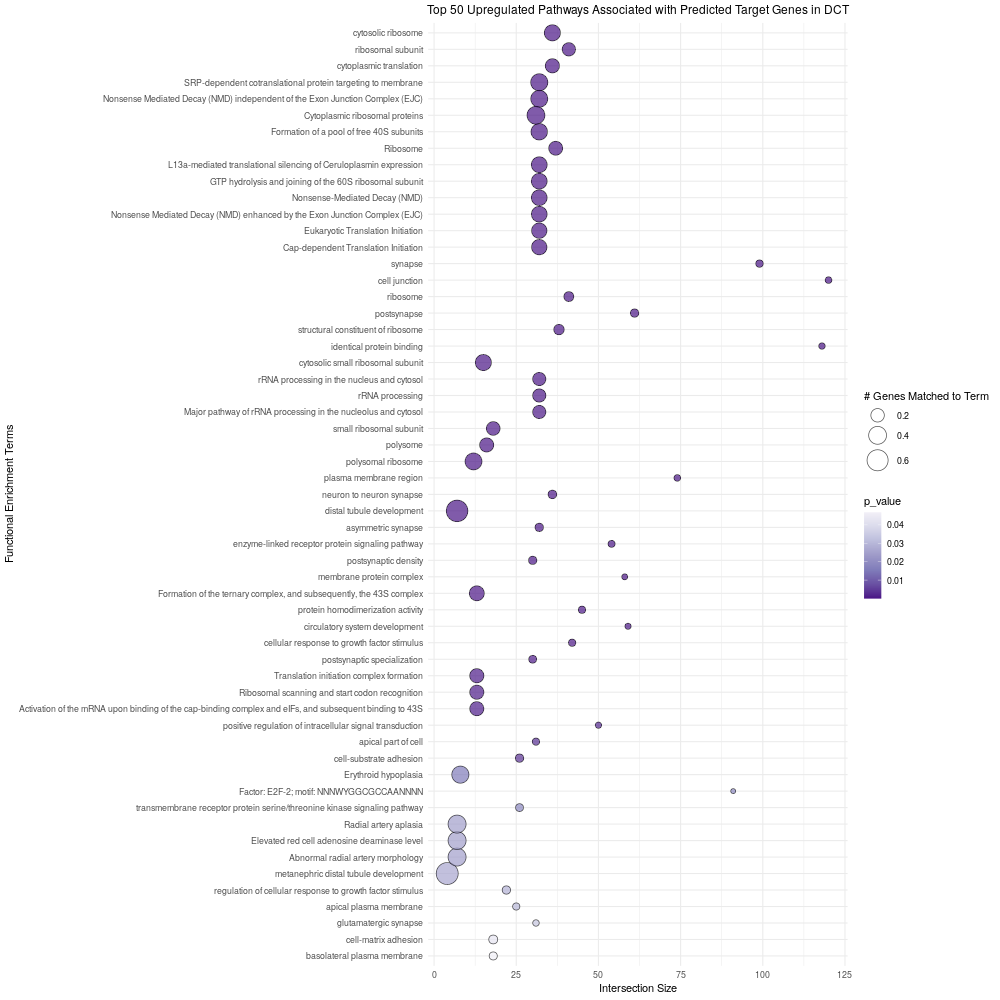 Top 50 Upregulated Pathways Associated with Predicted Target Genes in DCT
Functional Enrichment Terms
cytosolic ribosome
ribosomal subunit
cytoplasmic translation
SRP-dependent cotranslational protein targeting to membrane
Nonsense Mediated Decay (NMD) independent of the Exon Junction Complex (EJC)
Cytoplasmic ribosomal proteins
Formation of a pool of free 40S subunits
Ribosome
L13a-mediated translational silencing of Ceruloplasmin expression
GTP hydrolysis and joining of the 60S ribosomal subunit
Nonsense-Mediated Decay (NMD)
Nonsense Mediated Decay (NMD) enhanced by the Exon Junction Complex (EJC)
Eukaryotic Translation Initiation
Cap-dependent Translation Initiation
synapse
cell junction
ribosome
postsynapse
structural constituent of ribosome
identical protein binding
cytosolic small ribosomal subunit
rRNA processing in the nucleus and cytosol
rRNA processing
Major pathway of rRNA processing in the nucleolus and cytosol
small ribosomal subunit
polysome
polysomal ribosome
plasma membrane region
neuron to neuron synapse
distal tubule development
asymmetric synapse
enzyme-linked receptor protein signaling pathway
postsynaptic density
membrane protein complex
Formation of the ternary complex, and subsequently, the 43S complex
protein homodimerization activity
circulatory system development
cellular response to growth factor stimulus
postsynaptic specialization
Translation initiation complex formation
Ribosomal scanning and start codon recognition
Activation of the mRNA upon binding of the cap-binding complex and eIFs, and subsequent binding to 43S
positive regulation of intracellular signal transduction
apical part of cell
cell-substrate adhesion
Erythroid hypoplasia
Factor: E2F-2; motif: NNNWYGGCGCCAANNNN
transmembrane receptor protein serine/threonine kinase signaling pathway
Radial artery aplasia
Elevated red cell adenosine deaminase level
Abnormal radial artery morphology
metanephric distal tubule development
regulation of cellular response to growth factor stimulus
apical plasma membrane
glutamatergic synapse
cell-matrix adhesion
basolateral plasma membrane
0 25 50 75 100 125
Intersection Size
# Genes Matched to Term
0.2
0.4
0.6
p_value
0.04
0.03
0.02
0.01